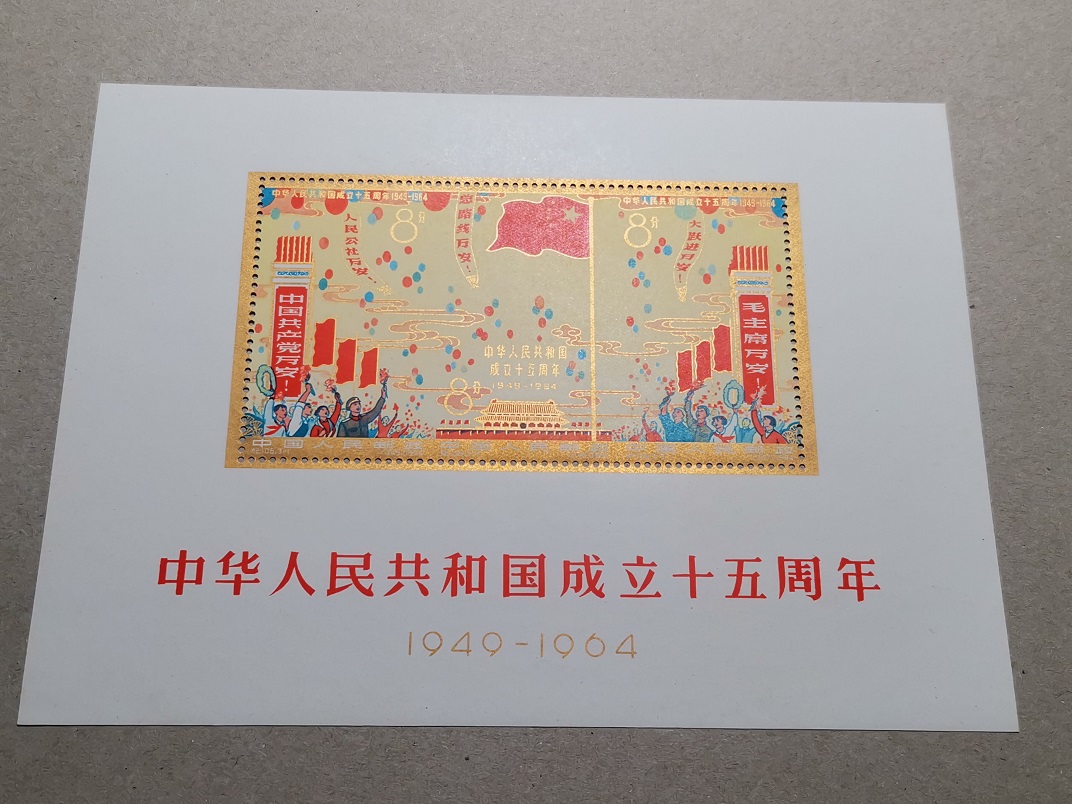 中华人民共和国成立十五周年1949-1964
中华人民共和国成立十五周年1949-1964
8分
8分
人民公社万岁！
总路线万岁！
大跃进万岁！
中国共产党万岁！
毛主席万岁！
中华人民共和国
成立十五周年
1949-1964
8分
中国
中华人民共和国成立十五周年
1949-1964